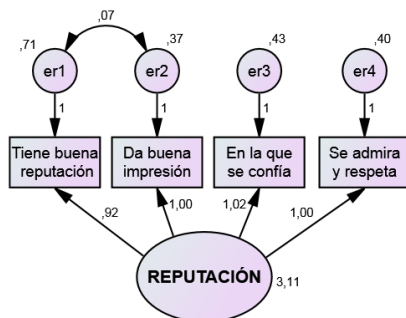 ,07
,71
,37
,43
,40
er1
er2
er3
er4
1
1
1
1
Tiene buena
reputación
Da buena
impresión
En la que
se confía
Se admira
y respeta
,92
1,00
1,02
1,00
REPUTACIÓN
3,11